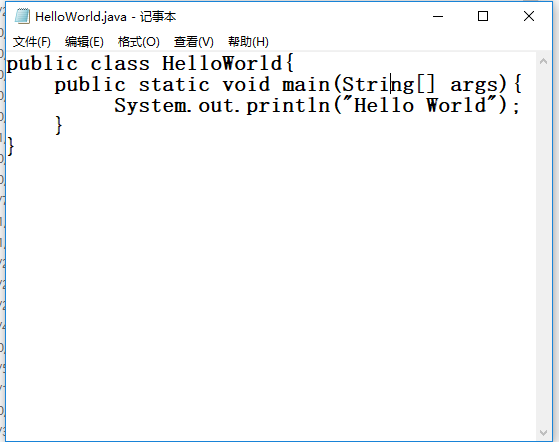 HelloWorld.java - 记事本
文件(F) 编辑(E) 格式(O) 查看(V) 帮助(H)
public class HelloWorld{
    public static void main(String[] args){
         System.out.println("Hello World");
    }
}